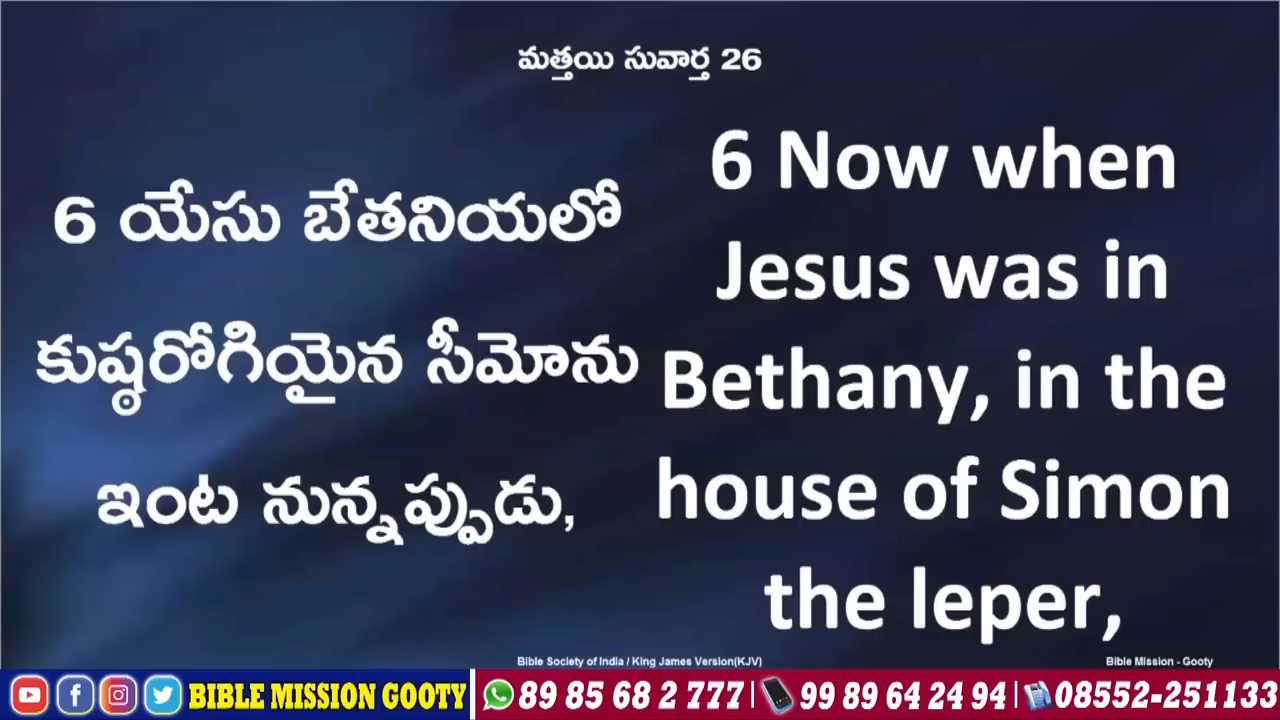 మత్తయి సువార్త 26
6 యేసు బేతనియలో
కుష్ఠరోగియైన సీమోను
ఇంట నున్నప్పుడు,
6 Now when
Jesus was in
Bethany, in the
house of Simon
the leper,
Bible Society of India / King James Version(KJV)
Bible Mission - Gooty
BIBLE MISSION GOOTY
89 85 68 2 777 | 99 89 64 24 94 | 08552-251133